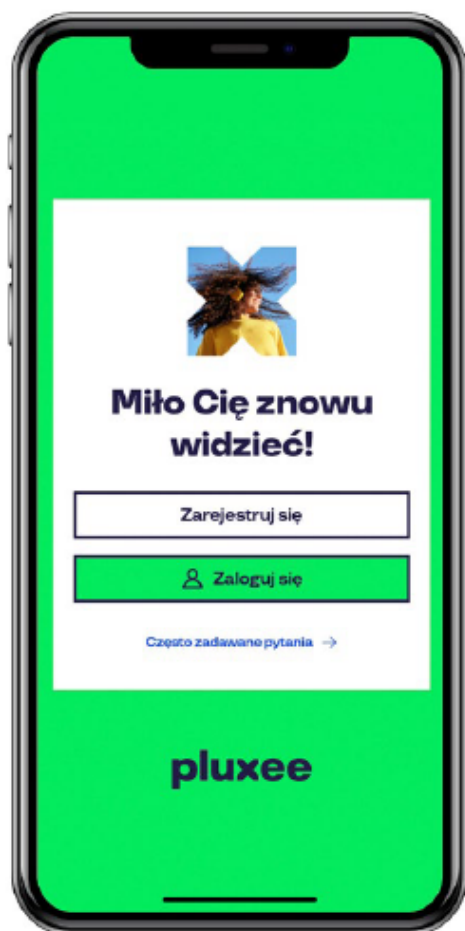 Miło Cię znowu
widzieć!
Zarejestruj się
Zaloguj się
Często zadawane pytania →
pluxee